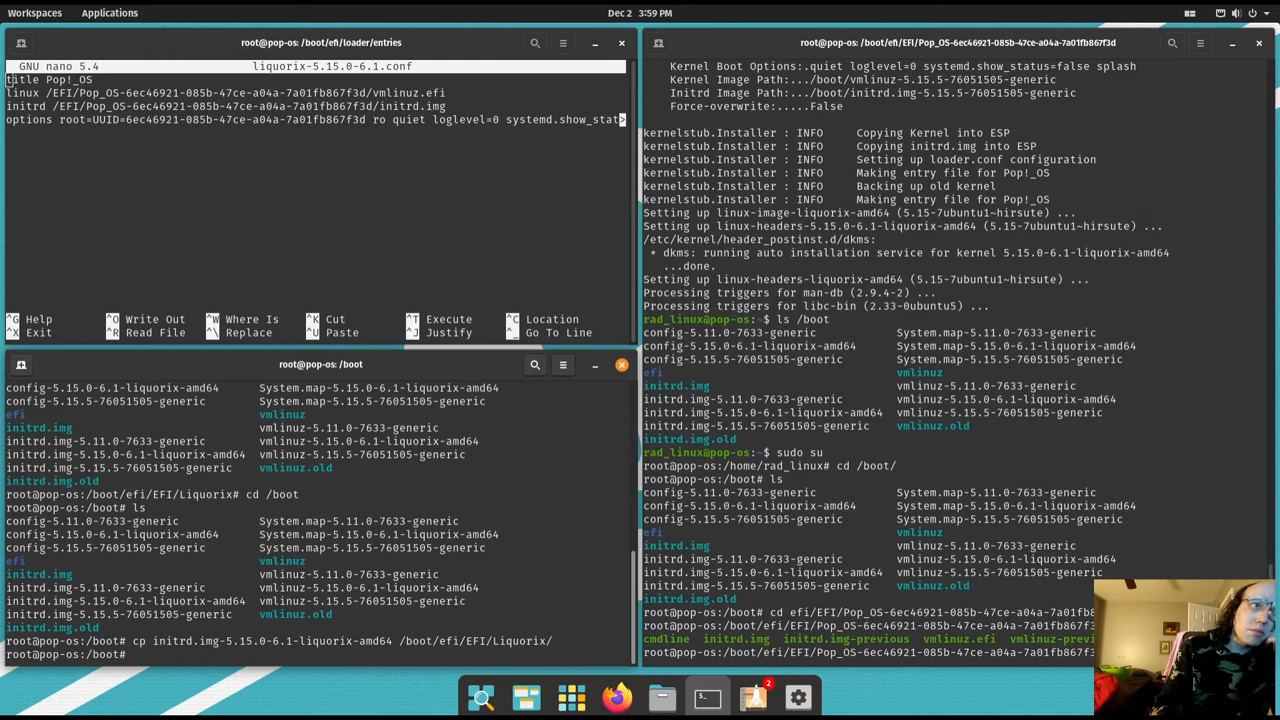 Workspaces Applications Dec 2 3:59 PM
root@pop-os: /boot/efi/loader/entries
GNU nano 5.4 liquorix-5.15.0-6.1.conf
title Pop!_OS
linux /EFI/Pop_OS-6ec46921-085b-47ce-a04a-7a01fb867f3d/vmlinuz.efi
initrd /EFI/Pop_OS-6ec46921-085b-47ce-a04a-7a01fb867f3d/initrd.img
options root=UUID=6ec46921-085b-47ce-a04a-7a01fb867f3d ro quiet loglevel=0 systemd.show_stat>
^G Help ^O Write Out ^W Where Is ^K Cut ^T Execute ^C Location
^X Exit ^R Read File ^\ Replace ^U Paste ^J Justify ^_ Go To Line
root@pop-os: /boot
config-5.15.0-6.1-liquorix-amd64 System.map-5.15.0-6.1-liquorix-amd64
config-5.15.5-76051505-generic System.map-5.15.5-76051505-generic
efi vmlinuz
initrd.img vmlinuz-5.11.0-7633-generic
initrd.img-5.11.0-7633-generic vmlinuz-5.15.0-6.1-liquorix-amd64
initrd.img-5.15.0-6.1-liquorix-amd64 vmlinuz-5.15.5-76051505-generic
initrd.img-5.15.5-76051505-generic vmlinuz.old
initrd.img.old
root@pop-os:/boot/efi/EFI/Liquorix# cd /boot
root@pop-os:/boot# ls
config-5.11.0-7633-generic System.map-5.11.0-7633-generic
config-5.15.0-6.1-liquorix-amd64 System.map-5.15.0-6.1-liquorix-amd64
config-5.15.5-76051505-generic System.map-5.15.5-76051505-generic
efi vmlinuz
initrd.img vmlinuz-5.11.0-7633-generic
initrd.img-5.11.0-7633-generic vmlinuz-5.15.0-6.1-liquorix-amd64
initrd.img-5.15.0-6.1-liquorix-amd64 vmlinuz-5.15.5-76051505-generic
initrd.img-5.15.5-76051505-generic vmlinuz.old
initrd.img.old
root@pop-os:/boot# cp initrd.img-5.15.0-6.1-liquorix-amd64 /boot/efi/EFI/Liquorix/
root@pop-os:/boot#
root@pop-os:/boot/efi/EFI/Pop_OS-6ec46921-085b-47ce-a04a-7a01fb867f3d
Kernel Boot Options:.quiet loglevel=0 systemd.show_status=false splash
Kernel Image Path:.../boot/vmlinuz-5.15.5-76051505-generic
Initrd Image Path:.../boot/initrd.img-5.15.5-76051505-generic
Force-overwrite:.....False
kernelstub.Installer : INFO Copying Kernel into ESP
kernelstub.Installer : INFO Copying initrd.img into ESP
kernelstub.Installer : INFO Setting up loader.conf configuration
kernelstub.Installer : INFO Making entry file for Pop!_OS
kernelstub.Installer : INFO Backing up old kernel
kernelstub.Installer : INFO Making entry file for Pop!_OS
Setting up linux-image-liquorix-amd64 (5.15-7ubuntu1~hirsute) ...
Setting up linux-headers-5.15.0-6.1-liquorix-amd64 (5.15-7ubuntu1~hirsute) ...
/etc/kernel/header_postinst.d/dkms:
* dkms: running auto installation service for kernel 5.15.0-6.1-liquorix-amd64
...done.
Setting up linux-headers-liquorix-amd64 (5.15-7ubuntu1~hirsute) ...
Processing triggers for man-db (2.9.4-2) ...
Processing triggers for libc-bin (2.33-0ubuntu5) ...
rad_linux@pop-os:~$ ls /boot
config-5.11.0-7633-generic System.map-5.11.0-7633-generic
config-5.15.0-6.1-liquorix-amd64 System.map-5.15.0-6.1-liquorix-amd64
config-5.15.5-76051505-generic System.map-5.15.5-76051505-generic
efi vmlinuz
initrd.img vmlinuz-5.11.0-7633-generic
initrd.img-5.11.0-7633-generic vmlinuz-5.15.0-6.1-liquorix-amd64
initrd.img-5.15.0-6.1-liquorix-amd64 vmlinuz-5.15.5-76051505-generic
initrd.img-5.15.5-76051505-generic vmlinuz.old
initrd.img.old
rad_linux@pop-os:~$ sudo su
root@pop-os:/home/rad_linux# cd /boot/
root@pop-os:/boot# ls
config-5.11.0-7633-generic System.map-5.11.0-7633-generic
config-5.15.0-6.1-liquorix-amd64 System.map-5.15.0-6.1-liquorix-amd64
config-5.15.5-76051505-generic System.map-5.15.5-76051505-generic
efi vmlinuz
initrd.img vmlinuz-5.11.0-7633-generic
initrd.img-5.11.0-7633-generic vmlinuz-5.15.0-6.1-liquorix-amd64
initrd.img-5.15.0-6.1-liquorix-amd64 vmlinuz-5.15.5-76051505-generic
initrd.img-5.15.5-76051505-generic vmlinuz.old
initrd.img.old
root@pop-os:/boot# cd efi/EFI/Pop_OS-6ec46921-085b-47ce-a04a-7a01fb867f3
cmdline initrd.img initrd.img-previous vmlinuz.efi vmlinuz-previ
root@pop-os:/boot/efi/EFI/Pop_OS-6ec46921-085b-47ce-a04a-7a01fb867f3
2